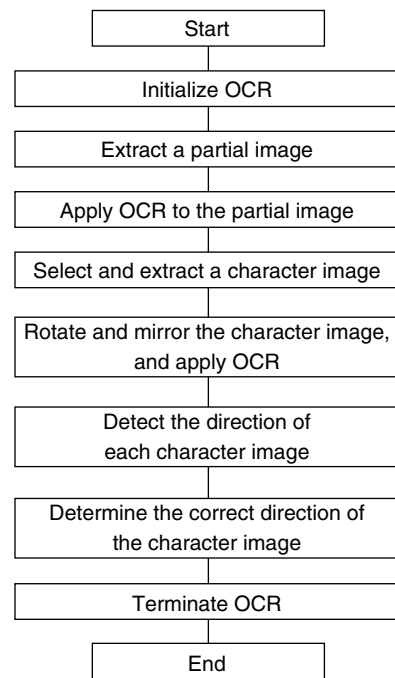 Start
Initialize OCR
Extract a partial image
Apply OCR to the partial image
Select and extract a character image
Rotate and mirror the character image,
and apply OCR
Detect the direction of
each character image
Determine the correct direction of
the character image
Terminate OCR
End